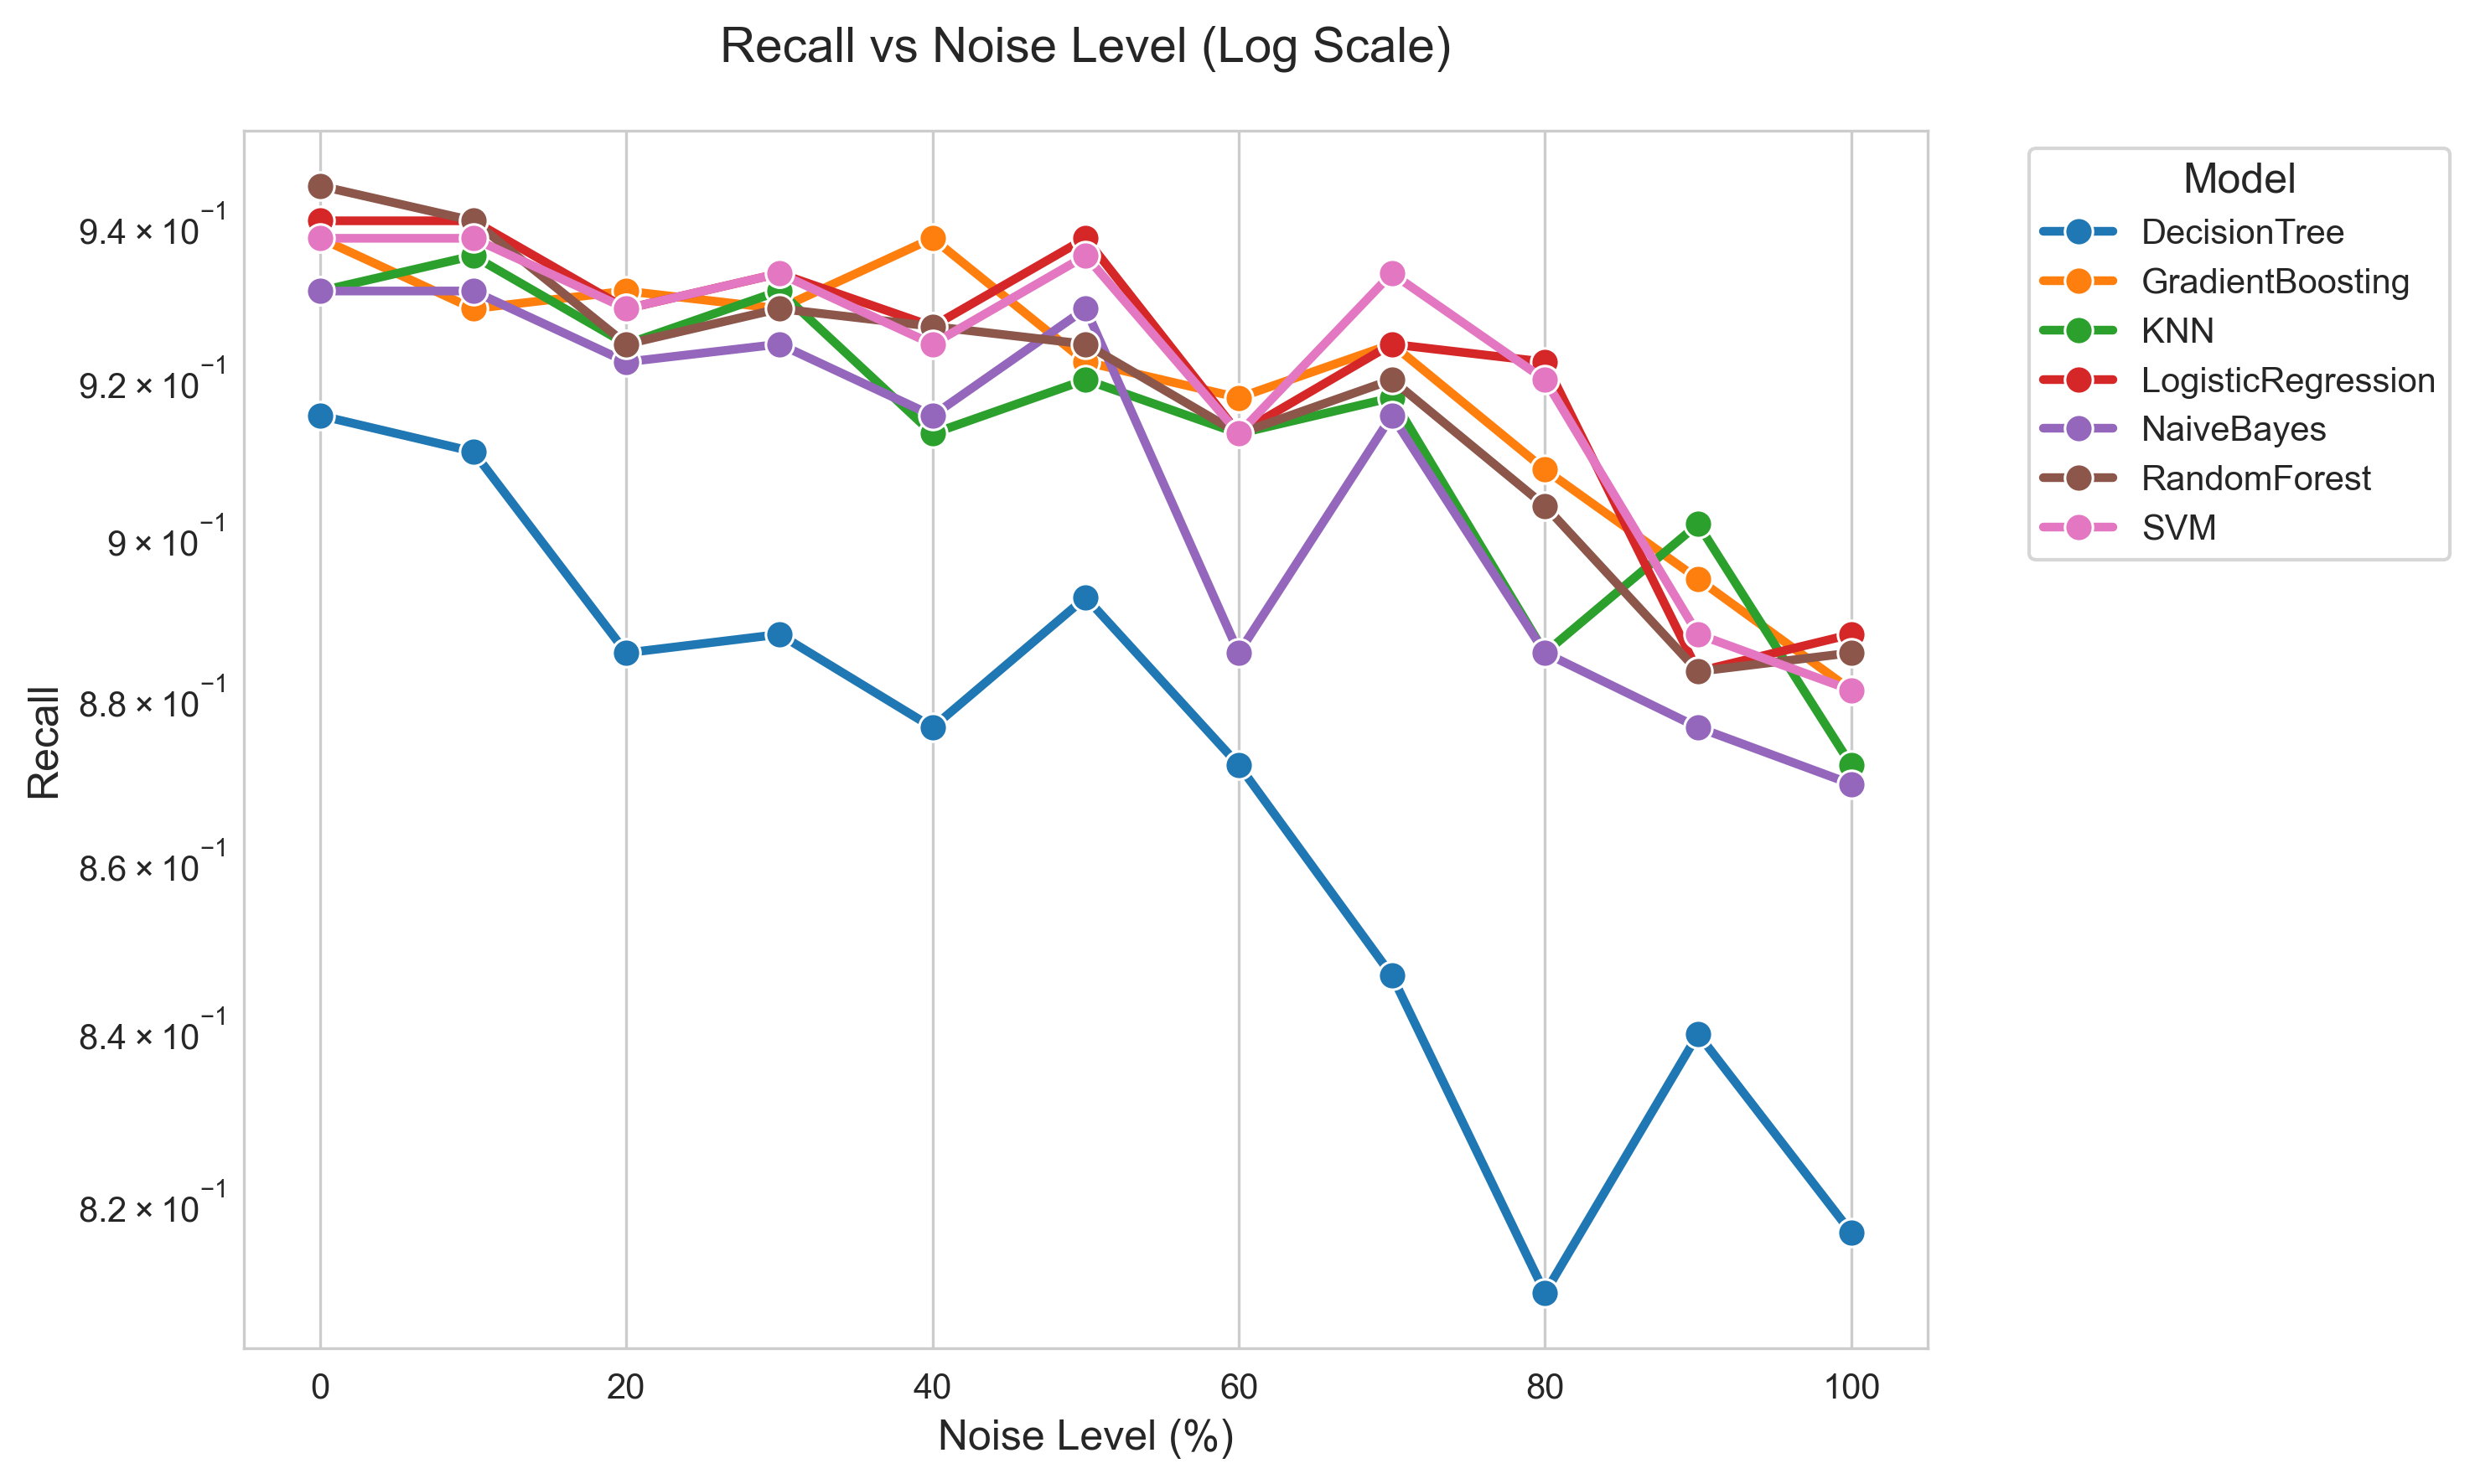 Recall vs Noise Level (Log Scale)
Recall
9.4 × 10⁻¹
9.2 × 10⁻¹
9 × 10⁻¹
8.8 × 10⁻¹
8.6 × 10⁻¹
8.4 × 10⁻¹
8.2 × 10⁻¹
0 20 40 60 80 100
Noise Level (%)
Model
DecisionTree
GradientBoosting
KNN
LogisticRegression
NaiveBayes
RandomForest
SVM